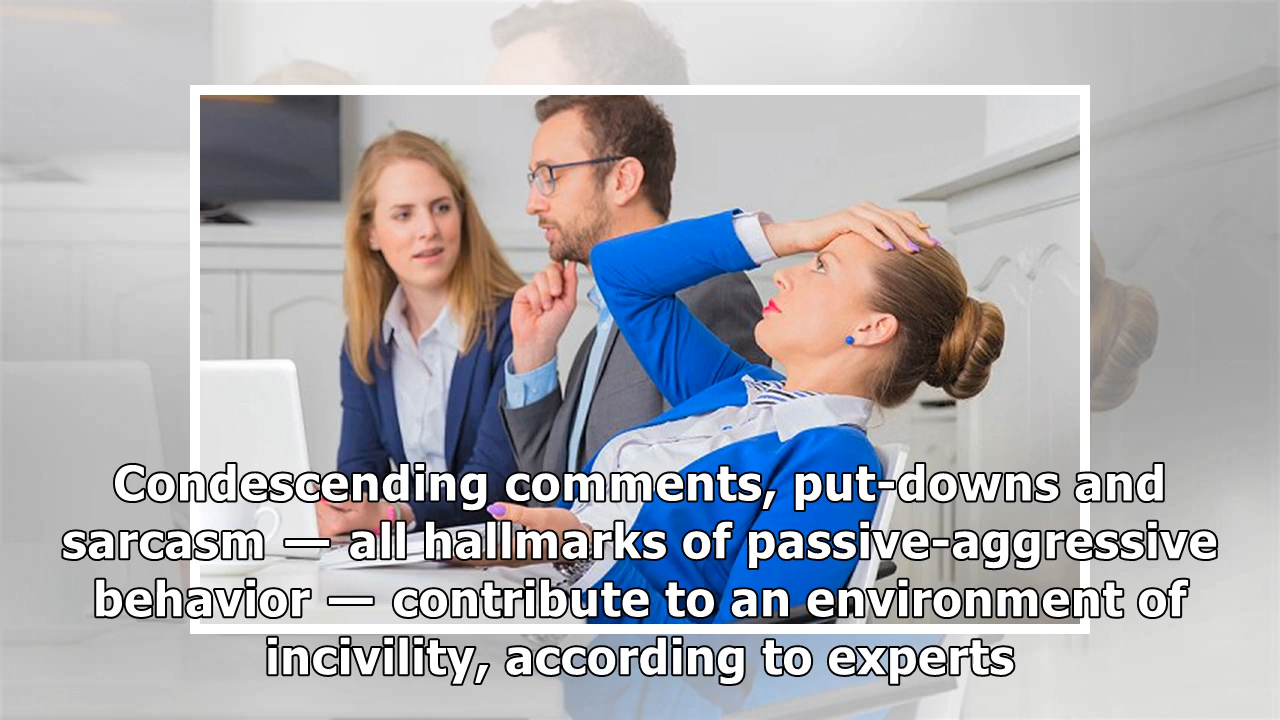 Condescending comments, put-downs and
sarcasm — all hallmarks of passive-aggressive
behavior — contribute to an environment of
incivility, according to experts